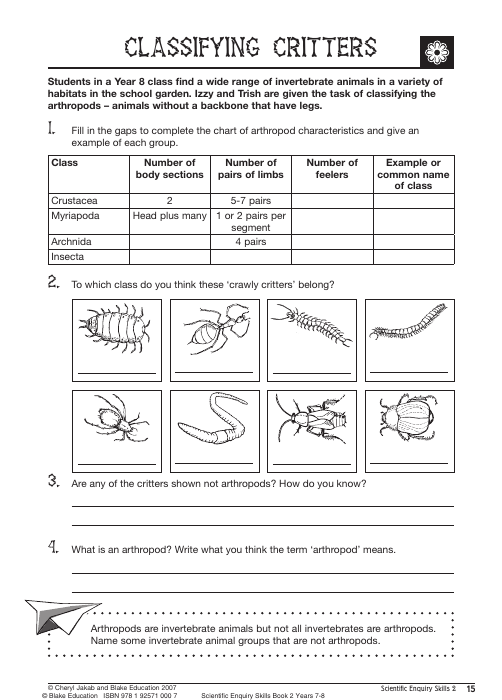 CLASSIFYING CRITTERS
Students in a Year 8 class find a wide range of invertebrate animals in a variety of
habitats in the school garden. Izzy and Trish are given the task of classifying the
arthropods – animals without a backbone that have legs.
1. Fill in the gaps to complete the chart of arthropod characteristics and give an
example of each group.
Class
Number of
body sections
Number of
pairs of limbs
Number of
feelers
Example or
common name
of class
Crustacea 2 5-7 pairs
Myriapoda Head plus many 1 or 2 pairs per
segment
Archnida 4 pairs
Insecta
2. To which class do you think these ‘crawly critters’ belong?
3. Are any of the critters shown not arthropods? How do you know?
4. What is an arthropod? Write what you think the term ‘arthropod’ means.
Arthropods are invertebrate animals but not all invertebrates are arthropods.
Name some invertebrate animal groups that are not arthropods.
© Cheryl Jakab and Blake Education 2007
Scientific Enquiry Skills 2 15
© Blake Education ISBN 978 1 92571 000 7 Scientific Enquiry Skills Book 2 Years 7-8